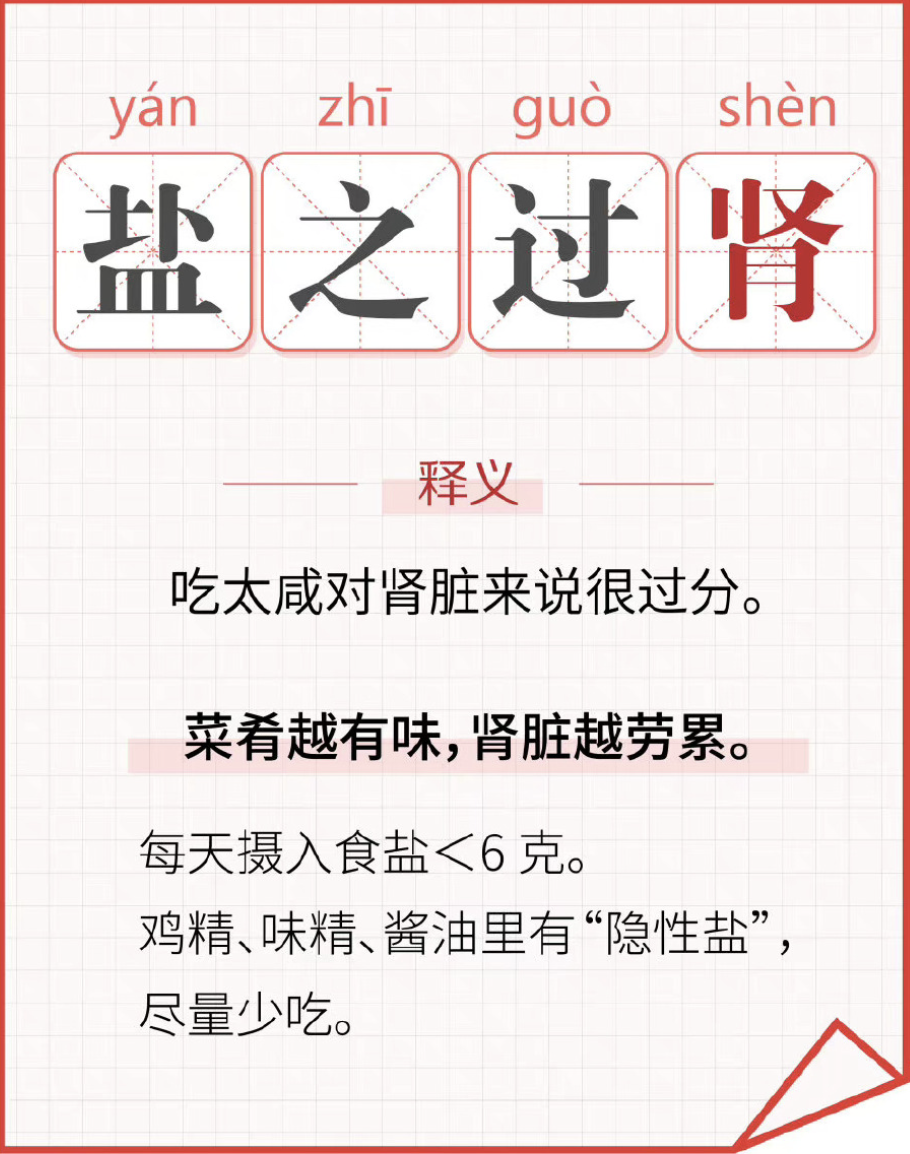 yán zhī guò shèn
盐之过肾
释义
吃太咸对肾脏来说很过分。
菜肴越有味，肾脏越劳累。
每天摄入食盐＜6 克。
鸡精、味精、酱油里有“隐性盐”，
尽量少吃。